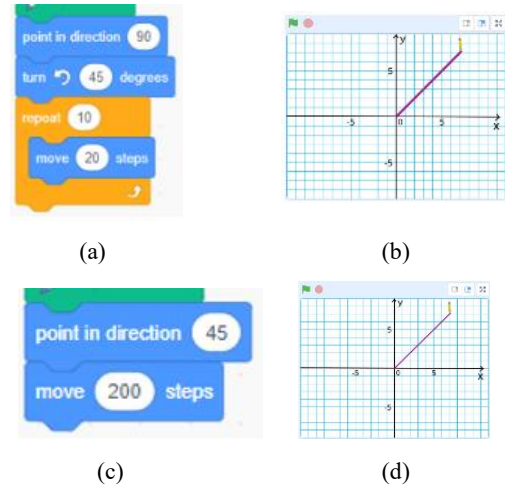 point in direction 90
turn 45 degrees
repeat 10
move 20 steps
(a)
y
5
-5
0
5
X
-5
(b)
point in direction 45
move 200 steps
(c)
y
5
-5
0
5
X
-5
(d)